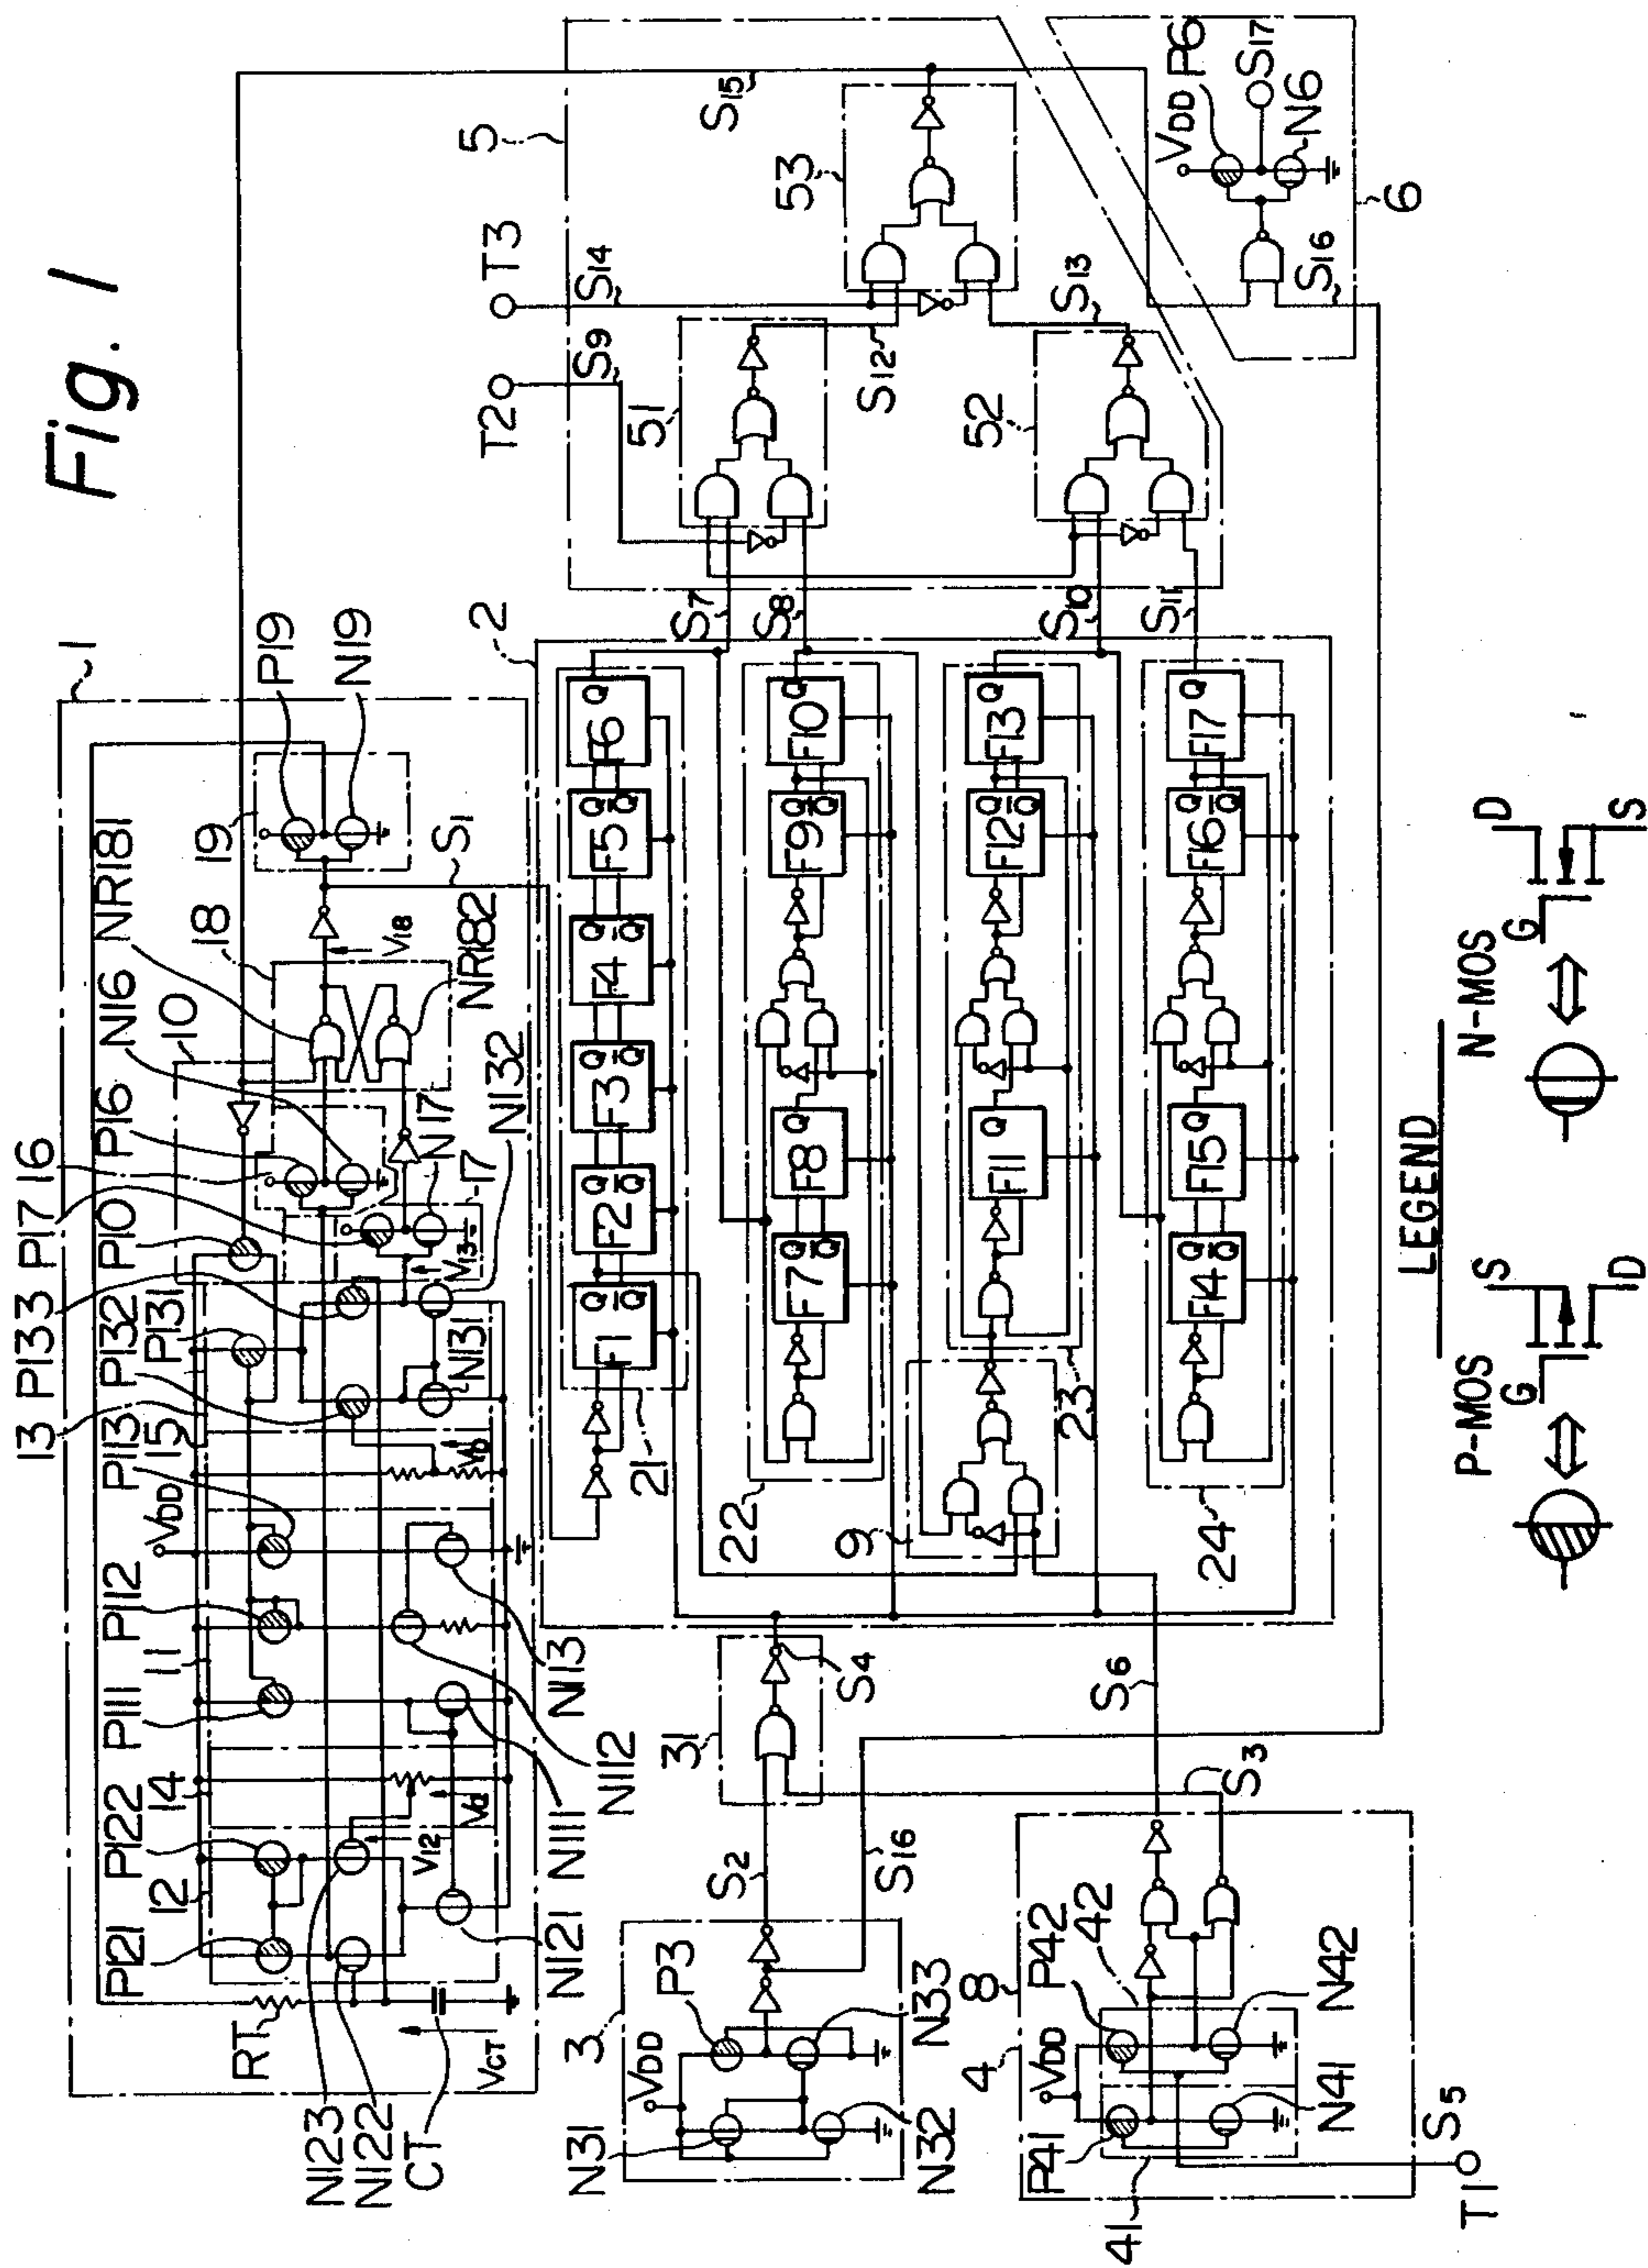 Fig. 1
1
P19
N19
19
NR181
18
V18
NR182
S1
N16
10
P16
16
N17
17
N132
P17
P10
P133
P132
P131
V13
N131
13
15
P113
Vb
VDD
P112
11
P111
N113
N112
N111
14
Vd
P122
12
V12
P121
N121
RT
N123
N122
CT
VCT
2
F1 Q Q
F2 Q Q
F3 Q Q
F4 Q Q
F5 Q Q
F6 Q
21
F7 Q Q
F8 Q
F9 Q Q
F10 Q
22
9
F11 Q
F12 Q Q
F13 Q
23
F14 Q Q
F15 Q
F16 Q Q
F17 Q
24
S7
S8
S10
S11
5
T2
S9
T3
S14
51
S12
52
S13
53
S15
VDD
P6
S17
N6
S16
6
31
S4
S2
S16
S3
S6
3
VDD
P3
N31
N32
N33
8
4
VDD
P42
42
P41
N42
N41
41
S5
T1
LEGEND
P-MOS
G
S
D
N-MOS
G
D
S